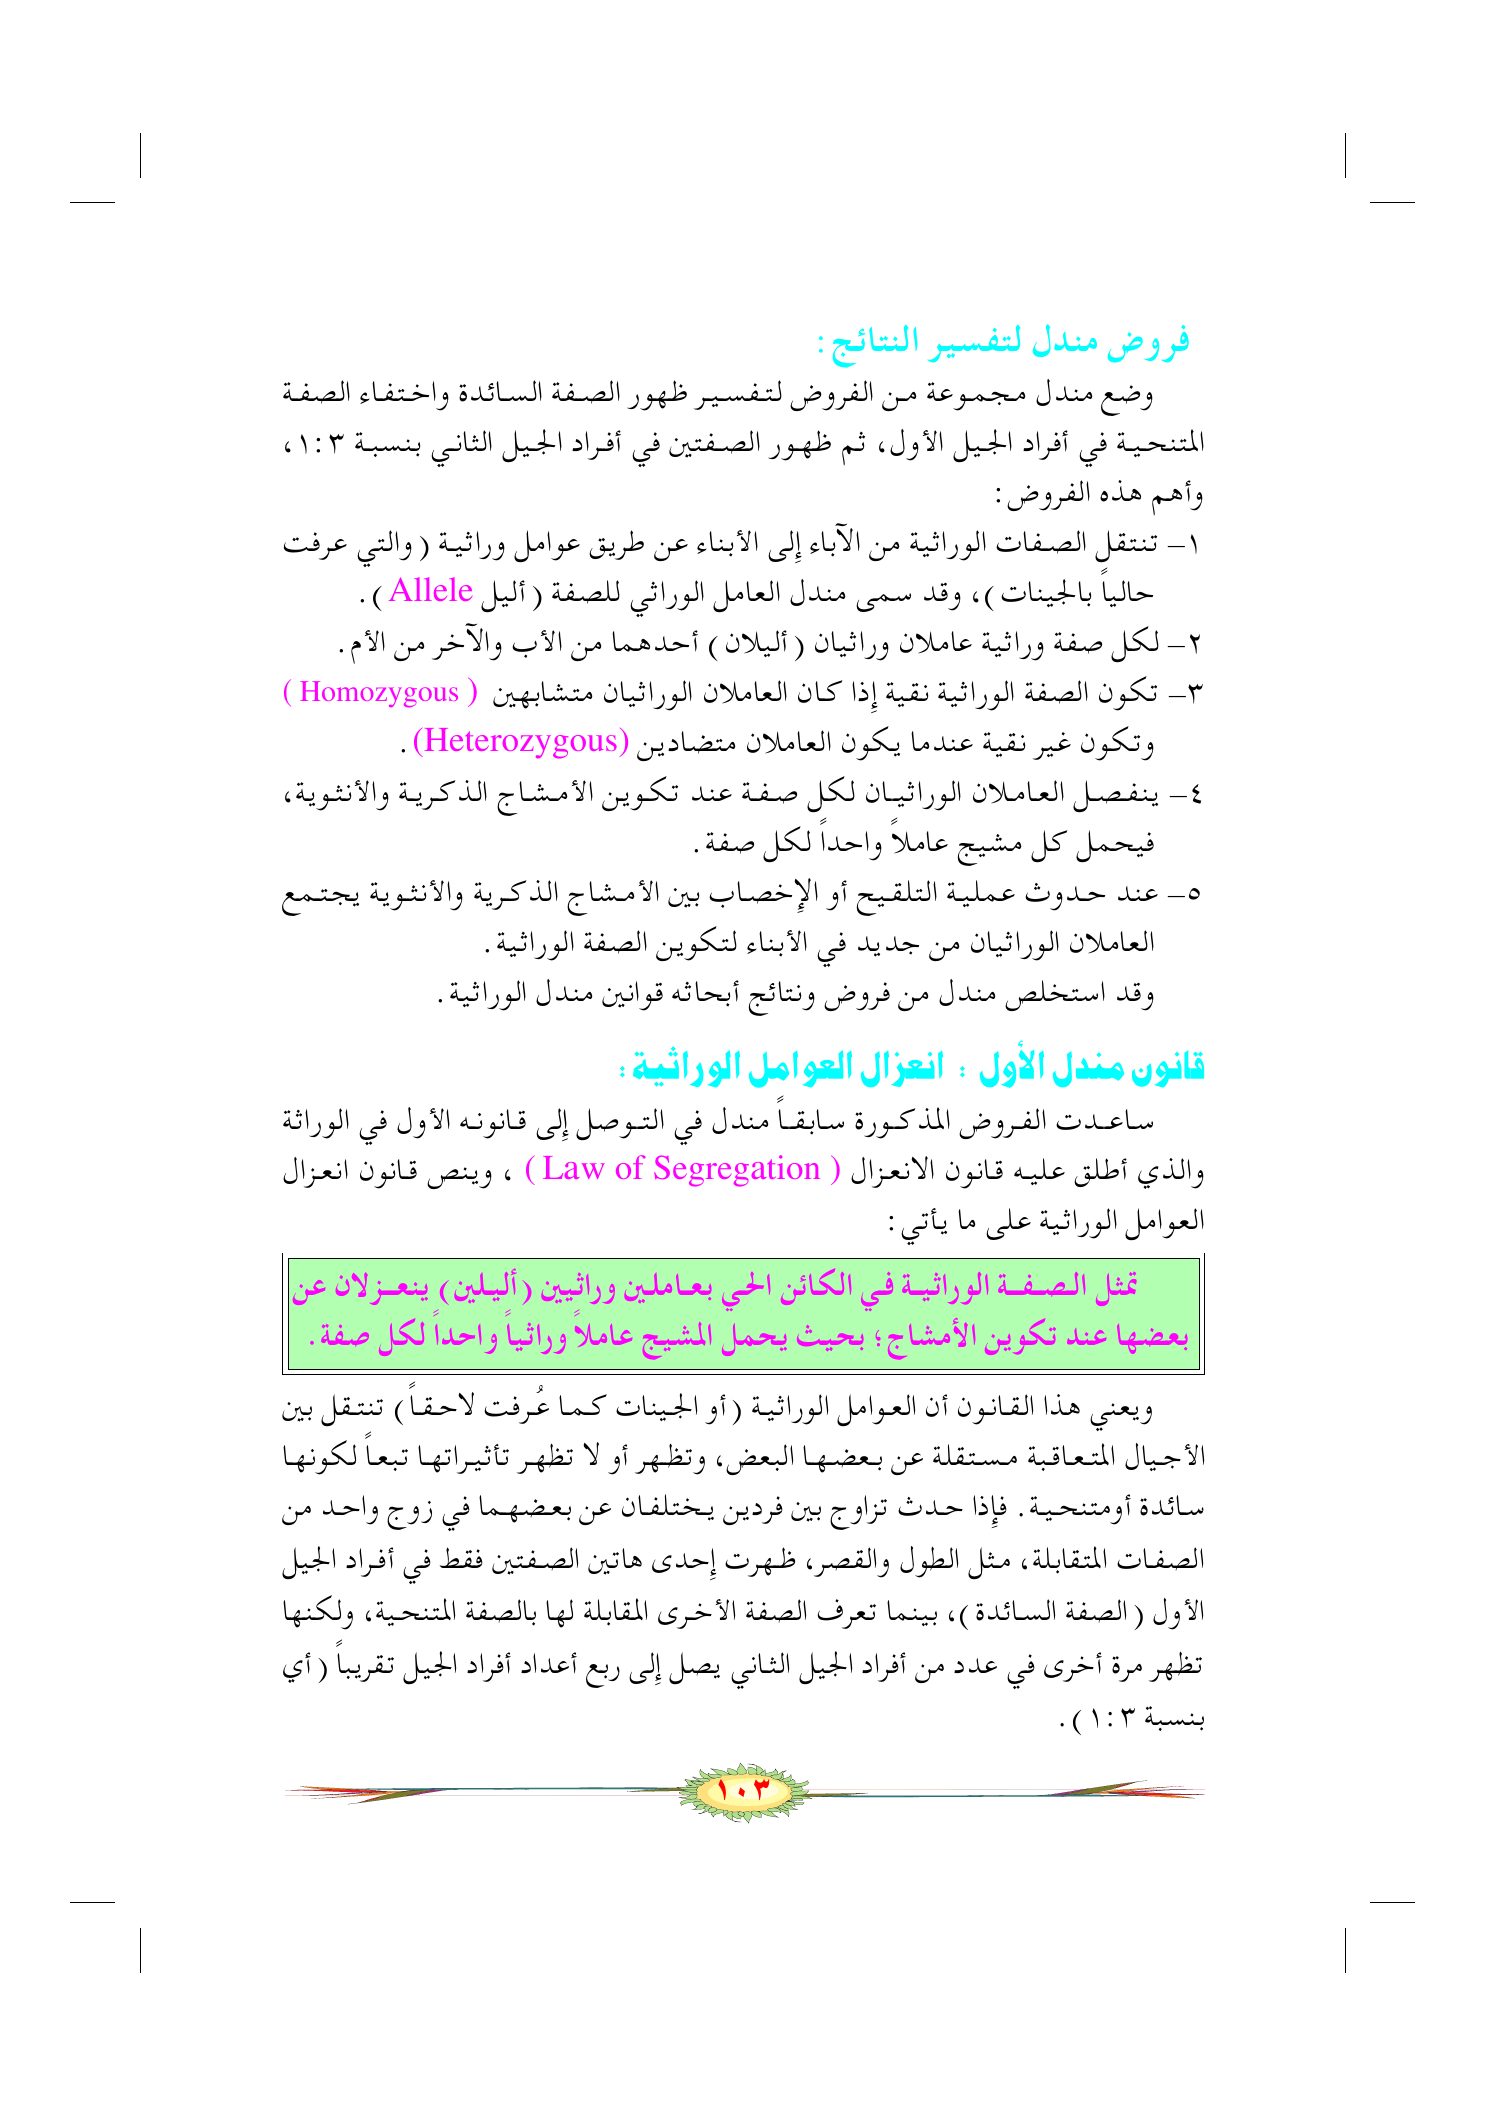 فروض مندل لتفسير النتائج :
وضع مندل مجموعة من الفروض لتفسير ظهور الصفة السائدة واختفاء الصفة
المتنحية في أفراد الجيل الأول، ثم ظهور الصفتين في أفراد الجيل الثاني بنسبة ٣ : ١،
وأهم هذه الفروض :
١– تنتقل الصفات الوراثية من الآباء إِلى الأبناء عن طريق عوامل وراثية ( والتي عرفت
حالياً بالجينات )، وقد سمى مندل العامل الوراثي للصفة ( أليل Allele ) .
٢– لكل صفة وراثية عاملان وراثيان ( أليلان ) أحدهما من الأب والآخر من الأم .
٣– تكون الصفة الوراثية نقية إِذا كان العاملان الوراثيان متشابهين ( Homozygous )
وتكون غير نقية عندما يكون العاملان متضادين (Heterozygous) .
٤– ينفصل العاملان الوراثيان لكل صفة عند تكوين الأمشاج الذكرية والأنثوية،
فيحمل كل مشيج عاملاً واحداً لكل صفة .
٥– عند حدوث عملية التلقيح أو الإِخصاب بين الأمشاج الذكرية والأنثوية يجتمع
العاملان الوراثيان من جديد في الأبناء لتكوين الصفة الوراثية .
وقد استخلص مندل من فروض ونتائج أبحاثه قوانين مندل الوراثية .
قانون مندل الأول : انعزال العوامل الوراثية :
ساعدت الفروض المذكورة سابقاً مندل في التوصل إِلى قانونه الأول في الوراثة
والذي أطلق عليه قانون الانعزال ( Law of Segregation ) ، وينص قانون انعزال
العوامل الوراثية على ما يأتي :
تمثل الصفة الوراثية في الكائن الحي بعاملين وراثيين (أليلين) ينعزلان عن
بعضها عند تكوين الأمشاج؛ بحيث يحمل المشيج عاملاً وراثياً واحداً لكل صفة .
ويعني هذا القانون أن العوامل الوراثية ( أو الجينات كما عُرفت لاحقاً ) تنتقل بين
الأجيال المتعاقبة مستقلة عن بعضها البعض، وتظهر أو لا تظهر تأثيراتها تبعاً لكونها
سائدة أومتنحية . فإِذا حدث تزاوج بين فردين يختلفان عن بعضهما في زوج واحد من
الصفات المتقابلة، مثل الطول والقصر، ظهرت إِحدى هاتين الصفتين فقط في أفراد الجيل
الأول ( الصفة السائدة )، بينما تعرف الصفة الأخرى المقابلة لها بالصفة المتنحية، ولكنها
تظهر مرة أخرى في عدد من أفراد الجيل الثاني يصل إِلى ربع أعداد أفراد الجيل تقريباً ( أي
بنسبة ٣ : ١ ) .
١٠٣